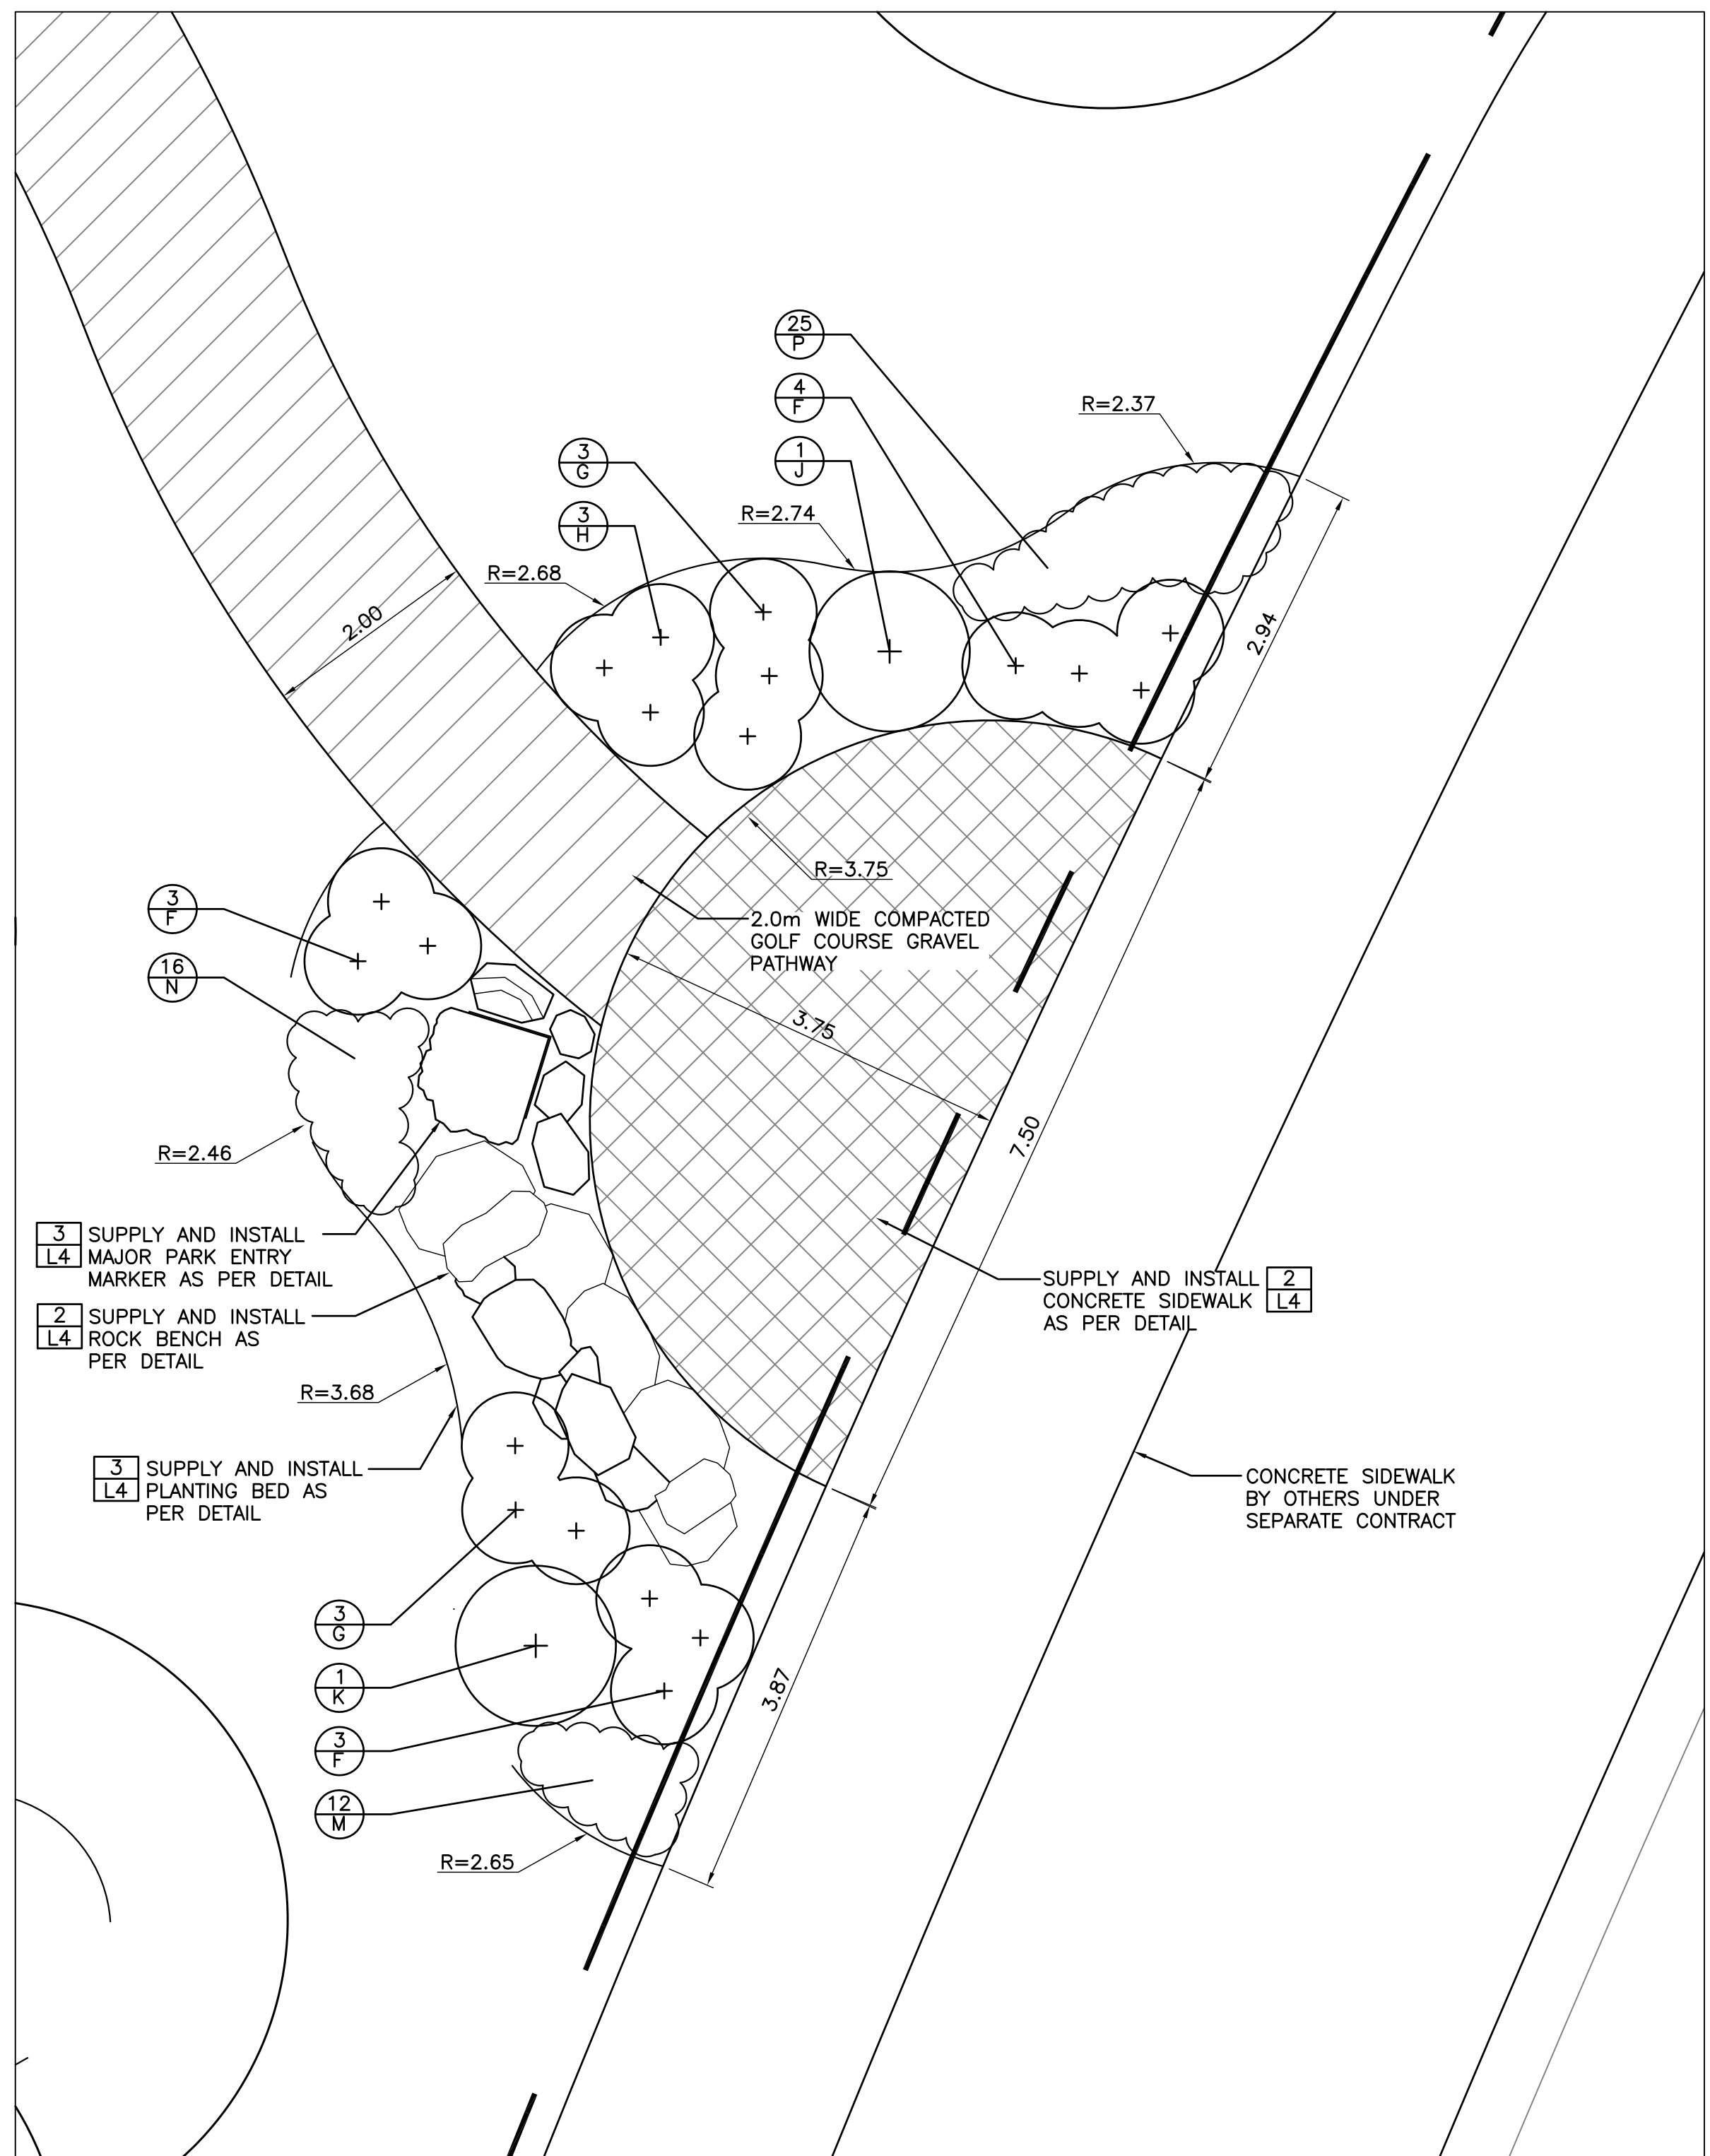 25
P
4
F
R=2.37
1
J
3
G
3
H
R=2.74
R=2.68
2.00
2.94
R=3.75
3
F
2.0m WIDE COMPACTED
GOLF COURSE GRAVEL
PATHWAY
16
N
3.75
7.50
R=2.46
3
L4
SUPPLY AND INSTALL
MAJOR PARK ENTRY
MARKER AS PER DETAIL
2
L4
SUPPLY AND INSTALL
ROCK BENCH AS
PER DETAIL
SUPPLY AND INSTALL
CONCRETE SIDEWALK
AS PER DETAIL
2
L4
R=3.68
3
L4
SUPPLY AND INSTALL
PLANTING BED AS
PER DETAIL
CONCRETE SIDEWALK
BY OTHERS UNDER
SEPARATE CONTRACT
3
G
1
K
3.87
3
F
12
M
R=2.65